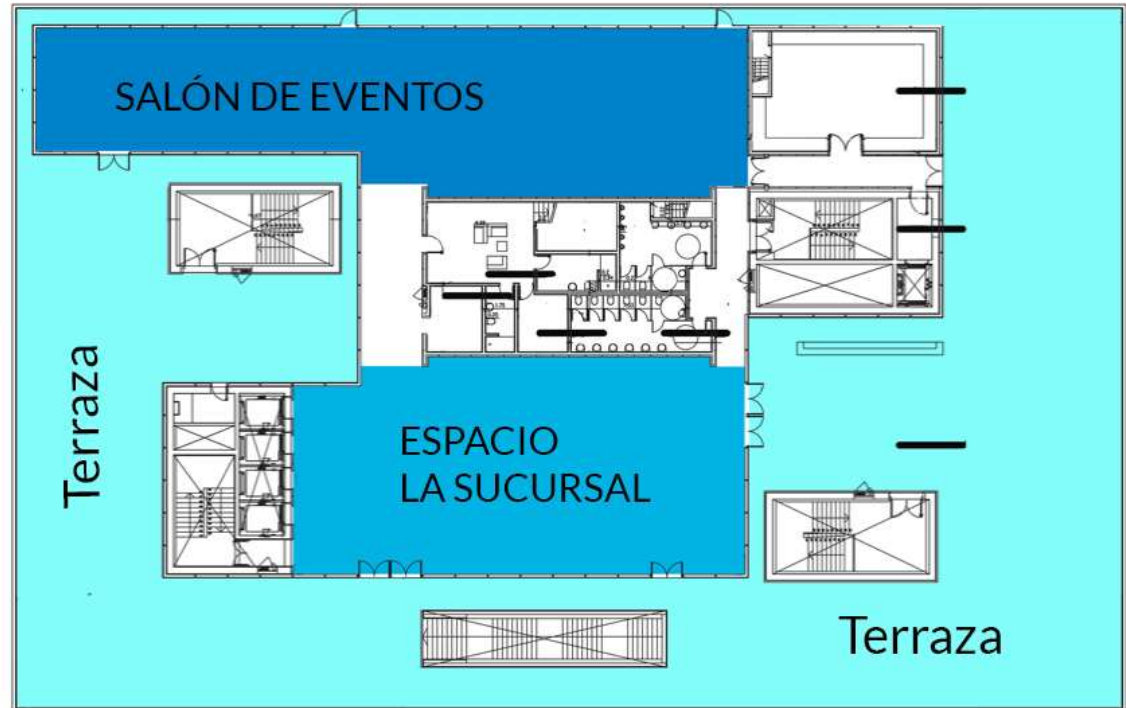 SALÓN DE EVENTOS
Terraza
ESPACIO
LA SUCURSAL
Terraza